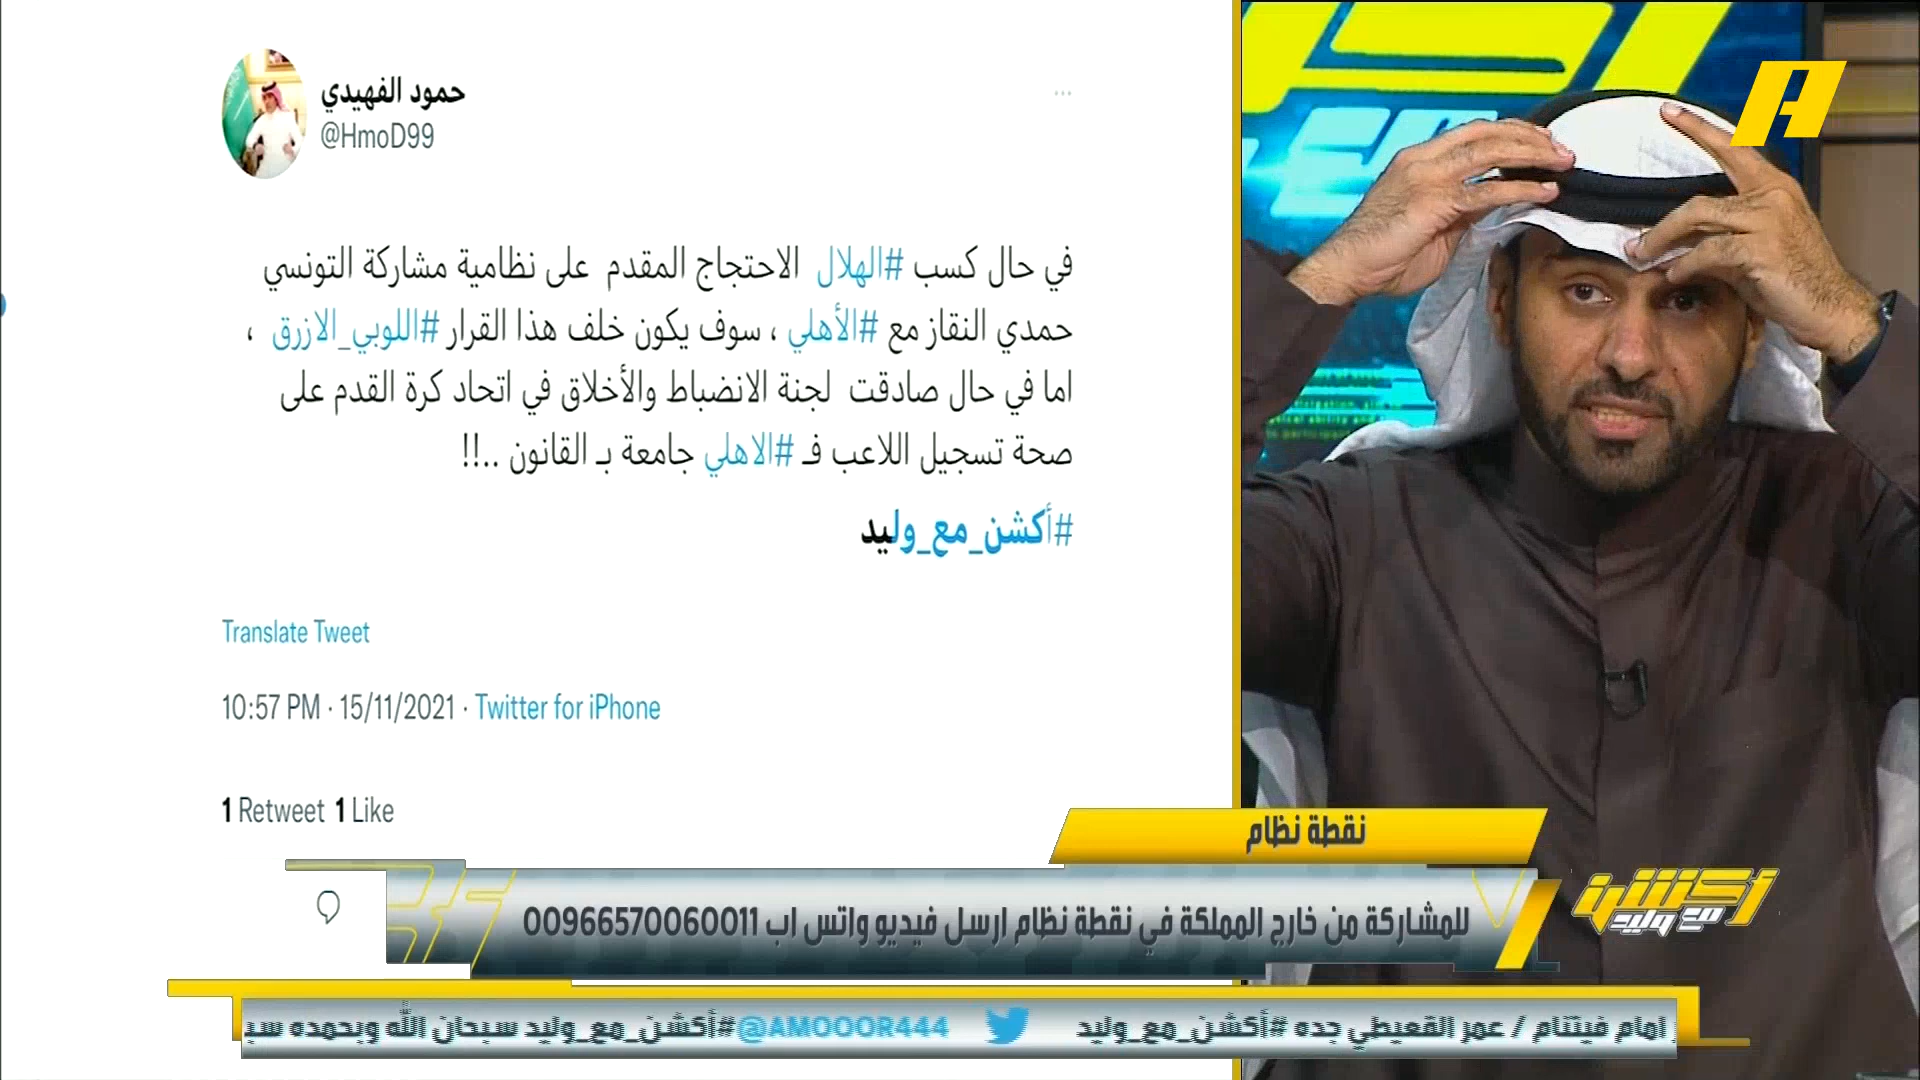 حمود الفهيدي
@HmoD99
في حال كسب #الهلال الاحتجاج المقدم على نظامية مشاركة التونسي
حمدي النقاز مع #الأهلي ، سوف يكون خلف هذا القرار #اللوبي_الازرق ،
اما في حال صادقت لجنة الانضباط والأخلاق في اتحاد كرة القدم على
صحة تسجيل اللاعب فـ #الاهلي جامعة بـ القانون ..!!
#أكشن_مع_وليد
Translate Tweet
10:57 PM · 15/11/2021 · Twitter for iPhone
1 Retweet 1 Like
نقطة نظام
للمشاركة من خارج المملكة في نقطة نظام ارسل فيديو واتس اب 00966570060011
أكشن مع وليد
امام فيتنام / عمر القعيطي جده #أكشن_مع_وليد @AMOOOR444 #أكشن_مع_وليد سبحان الله وبحمده